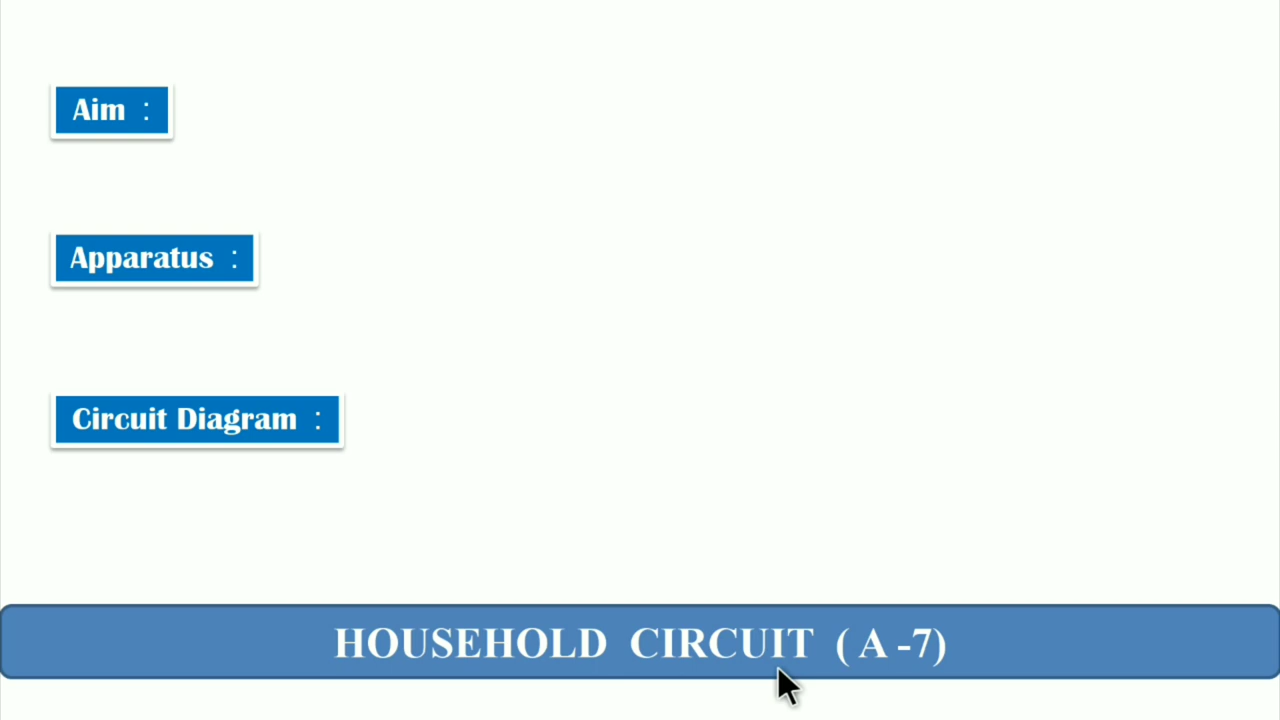 Aim :
Apparatus :
Circuit Diagram :
HOUSEHOLD CIRCUIT ( A -7)